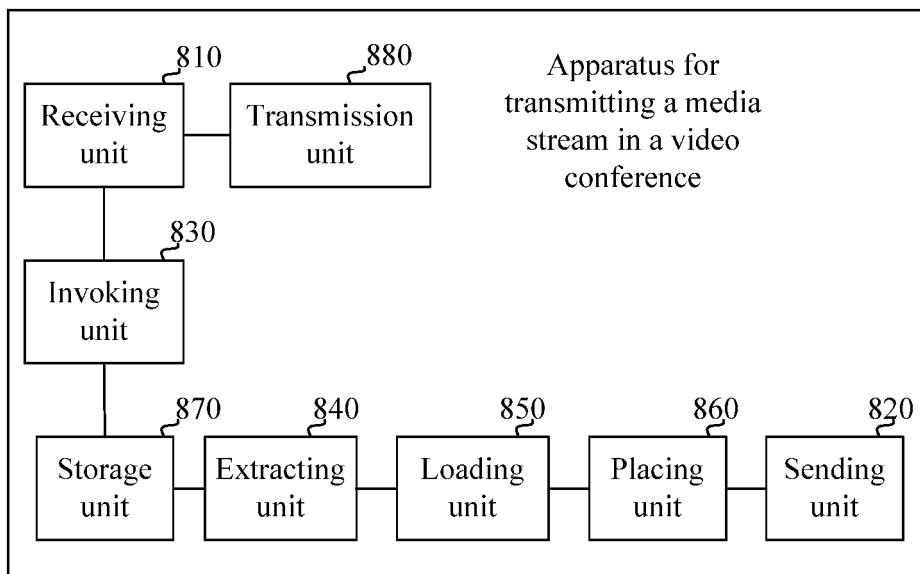 810
880
Receiving
unit
Transmission
unit
Apparatus for
transmitting a media
stream in a video
conference
830
Invoking
unit
870
840
850
860
820
Storage
unit
Extracting
unit
Loading
unit
Placing
unit
Sending
unit